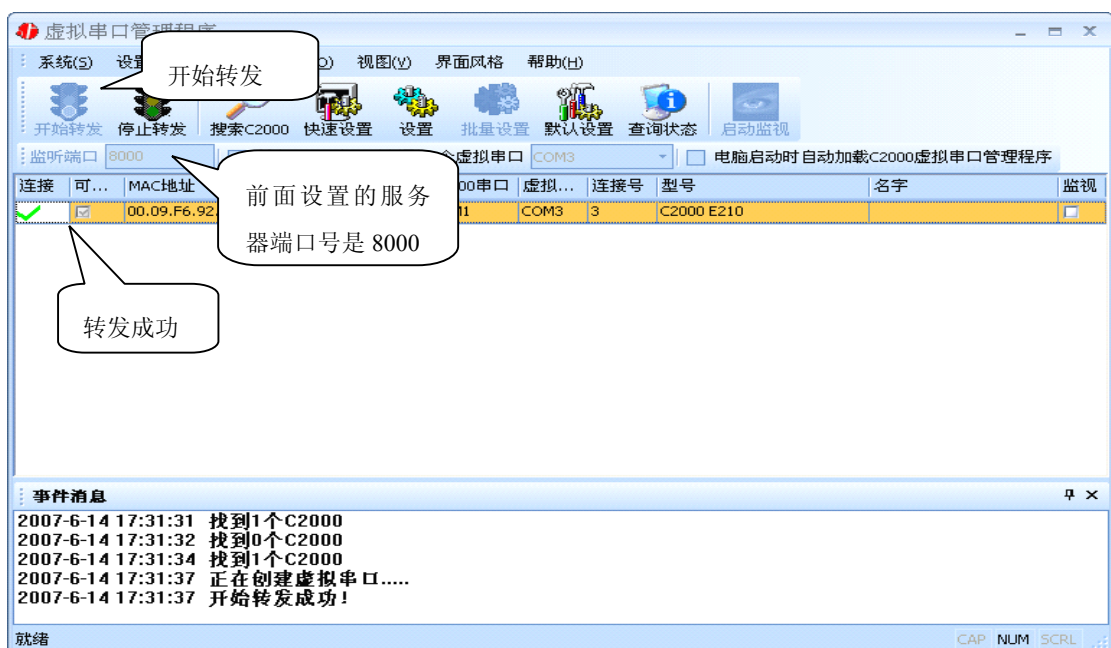 虚拟串口管理程序
系统(S) 设 O) 视图(V) 界面风格 帮助(H)
开始转发
开始转发 停止转发 搜索C2000 快速设置 设置 批量设置 默认设置 查询状态 启动监视
监听端口 8000 个虚拟串口 COM3 电脑启动时自动加载C2000虚拟串口管理程序
连接 可... MAC地址 00串口 虚拟... 连接号 型号 名字 监视
00.09.F6.92. COM3 3 C2000 E210
前面设置的服务
器端口号是 8000
转发成功
事件消息
2007-6-14 17:31:31 找到1个C2000
2007-6-14 17:31:32 找到0个C2000
2007-6-14 17:31:34 找到1个C2000
2007-6-14 17:31:37 正在创建虚拟串口.....
2007-6-14 17:31:37 开始转发成功!
就绪 CAP NUM SCRL